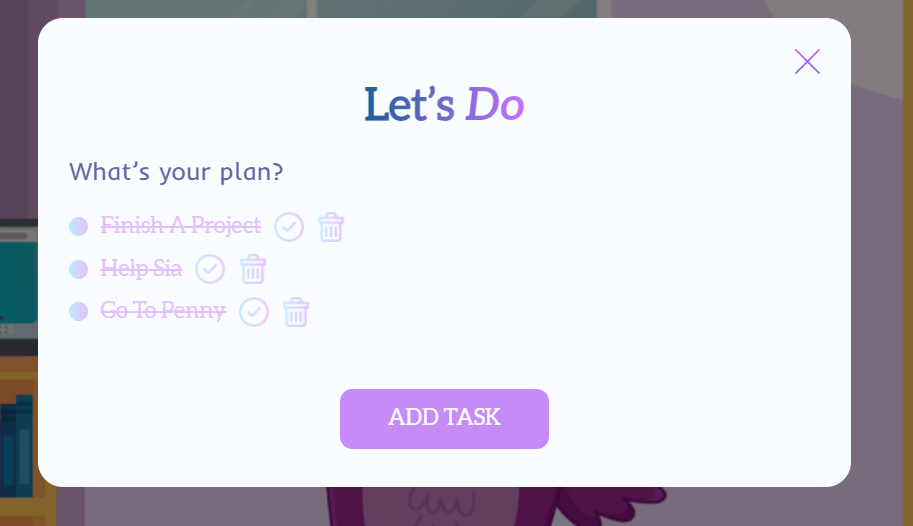 Let's Do
What's your plan?
Finish A Project
Help Sia
Go To Penny
ADD TASK